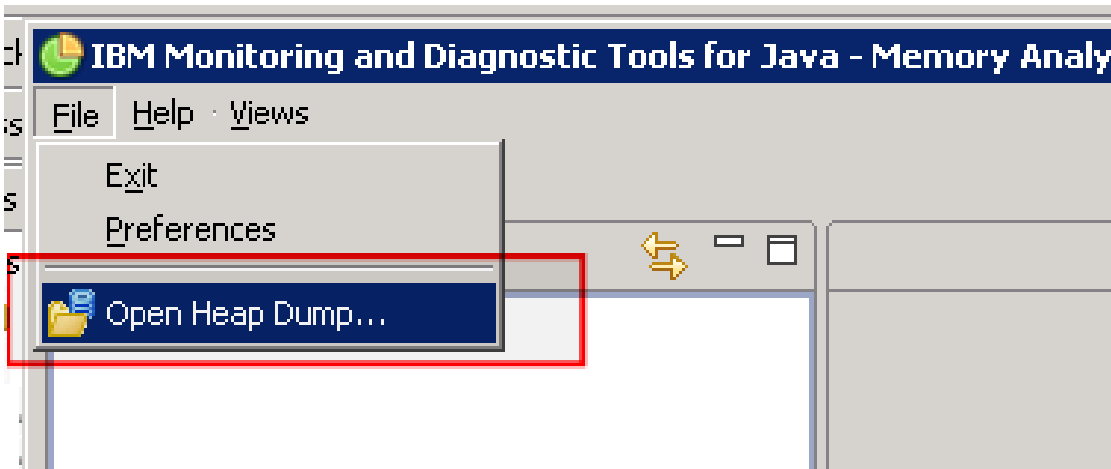 IBM Monitoring and Diagnostic Tools for Java - Memory Analy
File Help Views
Exit
Preferences
Open Heap Dump...